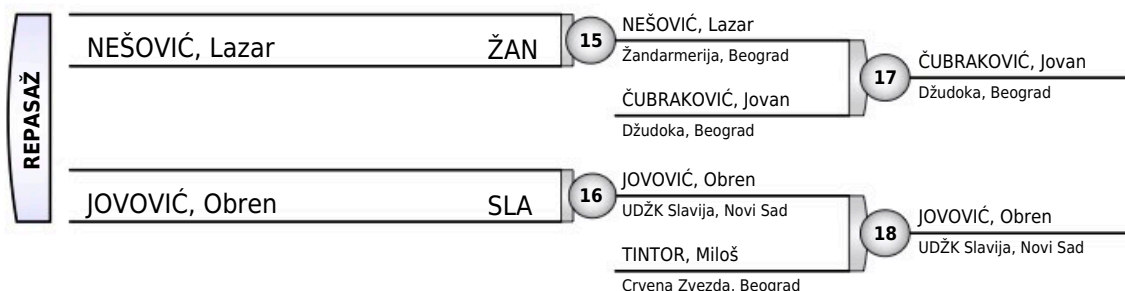 REPASAŽ
NEŠOVIĆ, Lazar ŽAN
15
NEŠOVIĆ, Lazar
Žandarmerija, Beograd
ČUBRAKOVIĆ, Jovan
Džudoka, Beograd
17
ČUBRAKOVIĆ, Jovan
Džudoka, Beograd
JOVOVIĆ, Obren SLA
16
JOVOVIĆ, Obren
UDŽK Slavija, Novi Sad
TINTOR, Miloš
Crvena Zvezda, Beograd
18
JOVOVIĆ, Obren
UDŽK Slavija, Novi Sad